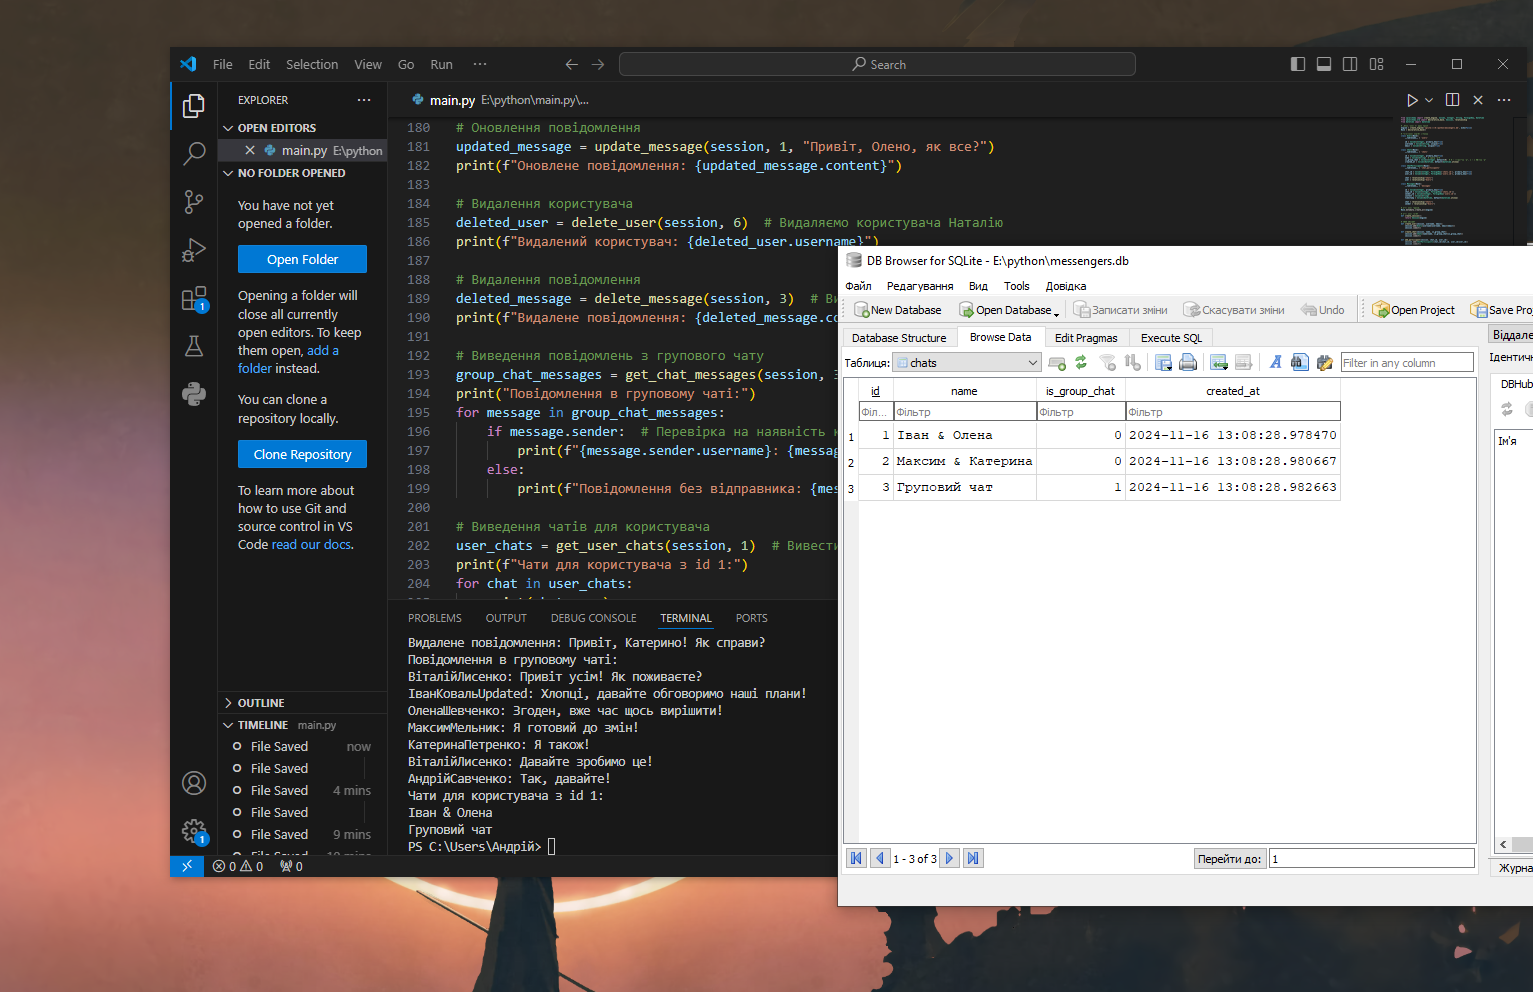 File Edit Selection View Go Run ··· Search
EXPLORER ···
OPEN EDITORS
main.py E:\python
NO FOLDER OPENED
You have not yet
opened a folder.
Open Folder
Opening a folder will
close all currently
open editors. To keep
them open, add a
folder instead.
You can clone a
repository locally.
Clone Repository
To learn more about
how to use Git and
source control in VS
Code read our docs.
OUTLINE
TIMELINE main.py
File Saved now
File Saved
File Saved 4 mins
File Saved
File Saved 9 mins
1
1
main.py E:\python\main.py\...
180 # Оновлення повідомлення
181 updated_message = update_message(session, 1, "Привіт, Олено, як все?")
182 print(f"Оновлене повідомлення: {updated_message.content}")
183
184 # Видалення користувача
185 deleted_user = delete_user(session, 6) # Видаляємо користувача Наталію
186 print(f"Видалений користувач: {deleted_user.username}")
187
188 # Видалення повідомлення
189 deleted_message = delete_message(session, 3) # Ви
190 print(f"Видалене повідомлення: {deleted_message.co
191
192 # Виведення повідомлень з групового чату
193 group_chat_messages = get_chat_messages(session, 3
194 print("Повідомлення в груповому чаті:")
195 for message in group_chat_messages:
196 if message.sender: # Перевірка на наявність
197 print(f"{message.sender.username}: {messag
198 else:
199 print(f"Повідомлення без відправника: {mes
200
201 # Виведення чатів для користувача
202 user_chats = get_user_chats(session, 1) # Вивести
203 print(f"Чати для користувача з id 1:")
204 for chat in user_chats:
PROBLEMS OUTPUT DEBUG CONSOLE TERMINAL PORTS
Видалене повідомлення: Привіт, Катерино! Як справи?
Повідомлення в груповому чаті:
ВіталійЛисенко: Привіт усім! Як поживаєте?
ІванКовальUpdated: Хлопці, давайте обговоримо наші плани!
ОленаШевченко: Згоден, вже час щось вирішити!
МаксимМельник: Я готовий до змін!
КатеринаПетренко: Я також!
ВіталійЛисенко: Давайте зробимо це!
АндрійСавченко: Так, давайте!
Чати для користувача з id 1:
Іван & Олена
Груповий чат
PS C:\Users\Андрій>
0 0 0
DB Browser for SQLite - E:\python\messengers.db
Файл Редагування Вид Tools Довідка
New Database Open Database Записати зміни Скасувати зміни Undo Open Project Save Proj
Database Structure Browse Data Edit Pragmas Execute SQL
Таблиця: chats Filter in any column
id name is_group_chat created_at
Філ... Фільтр Фільтр Фільтр
1 1 Іван & Олена 0 2024-11-16 13:08:28.978470
2 2 Максим & Катерина 0 2024-11-16 13:08:28.980667
3 3 Груповий чат 1 2024-11-16 13:08:28.982663
1 - 3 of 3 Перейти до: 1
Віддале
Ідентичн
DBHub
Ім'я
Журна